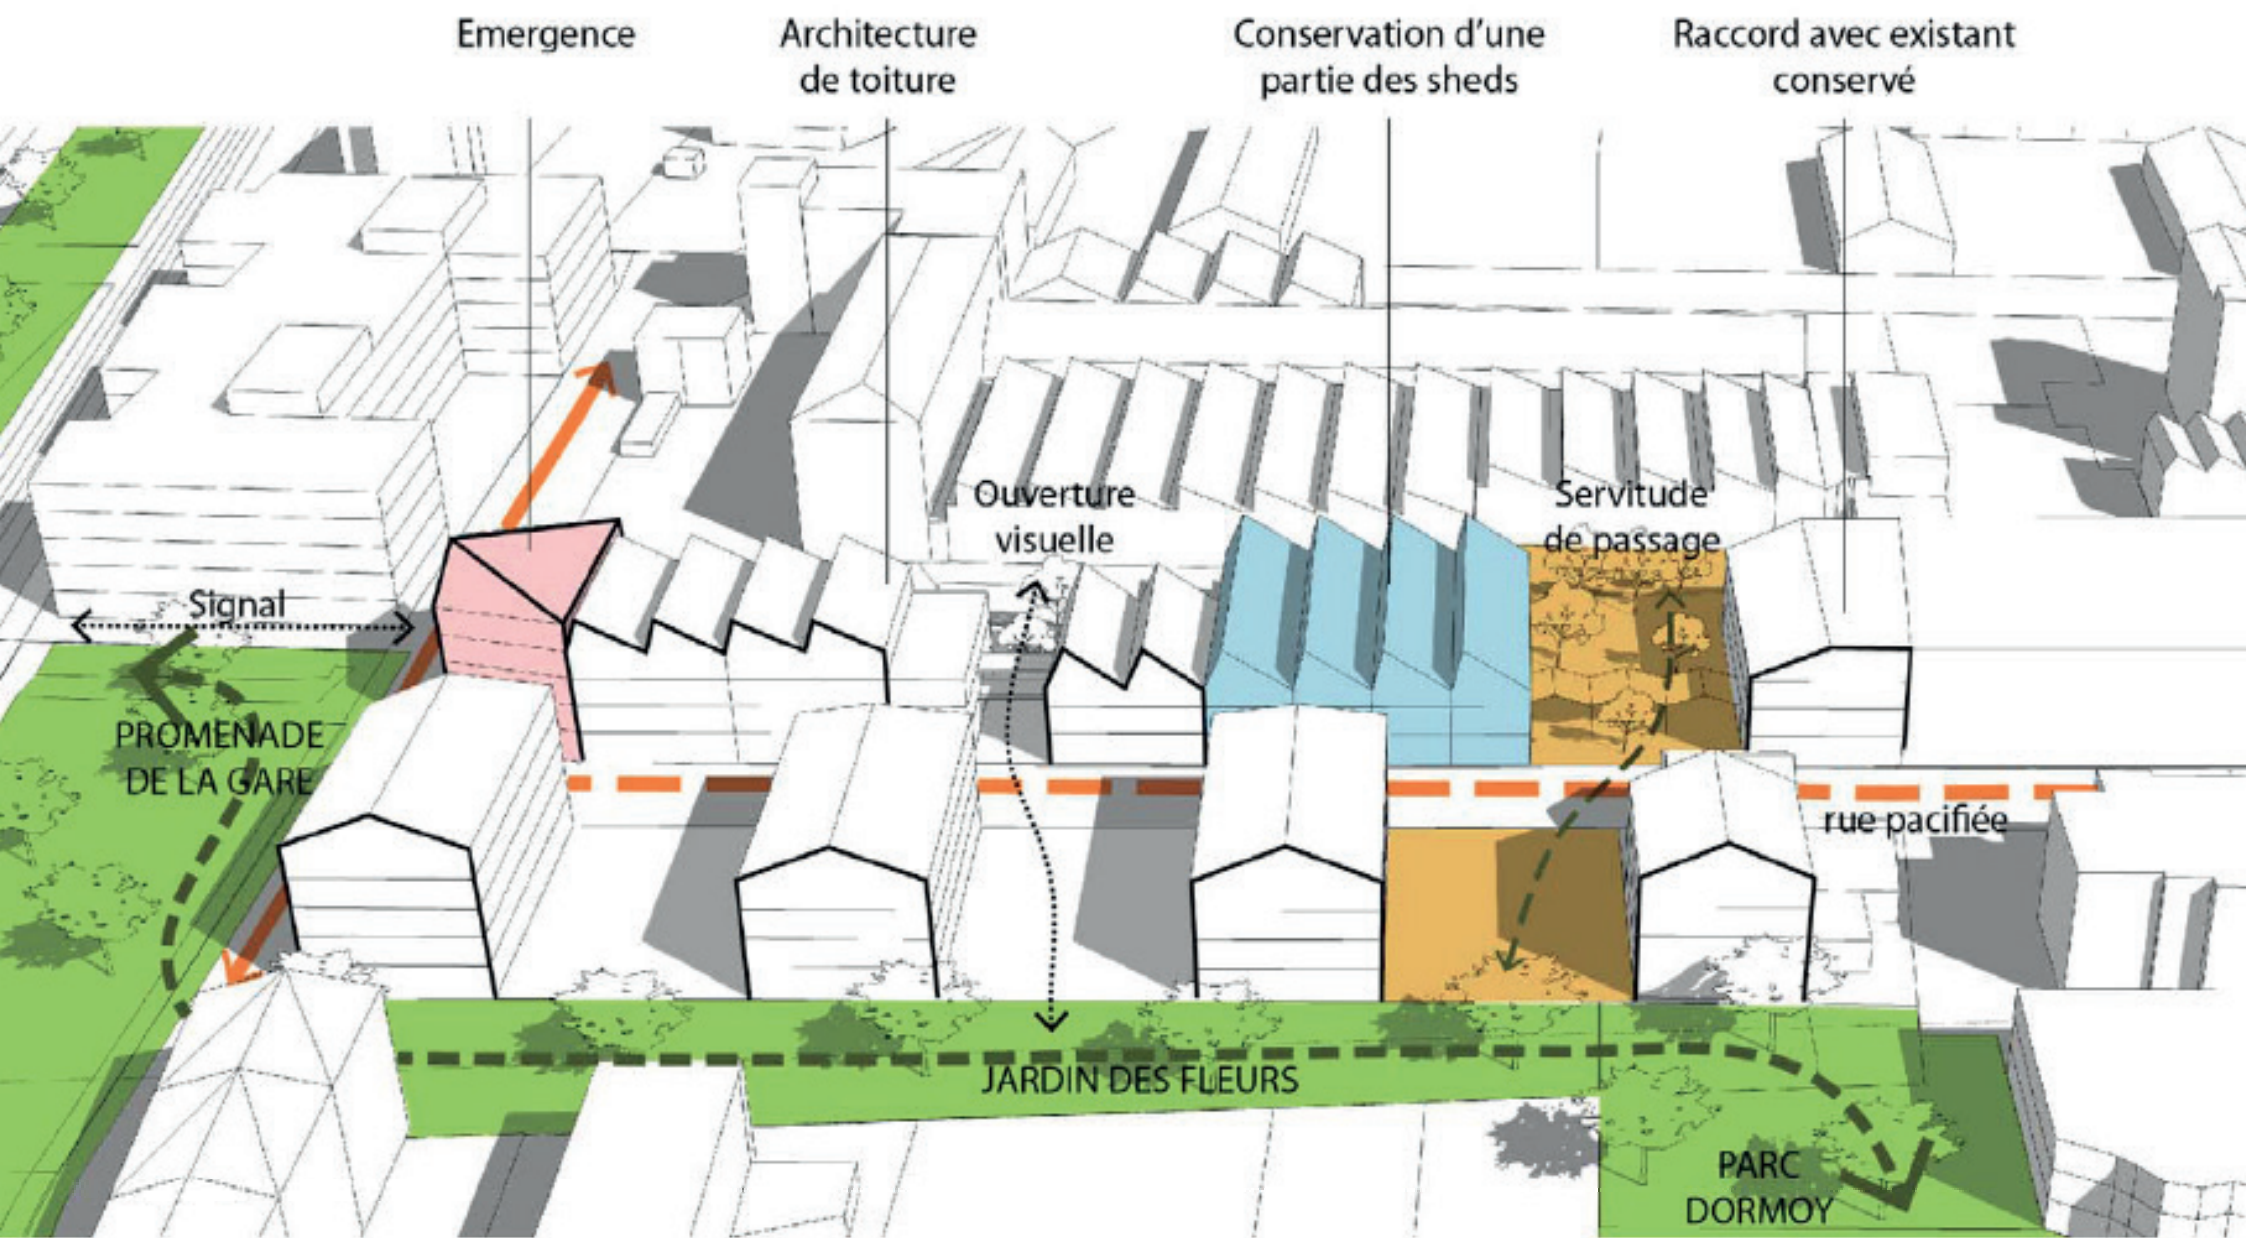 Emergence
Architecture
de toiture
Conservation d’une
partie des sheds
Raccord avec existant
conservé
Ouverture
visuelle
Servitude
de passage
Signal
PROMENADE
DE LA GARE
rue pacifiée
JARDIN DES FLEURS
PARC
DORMOY